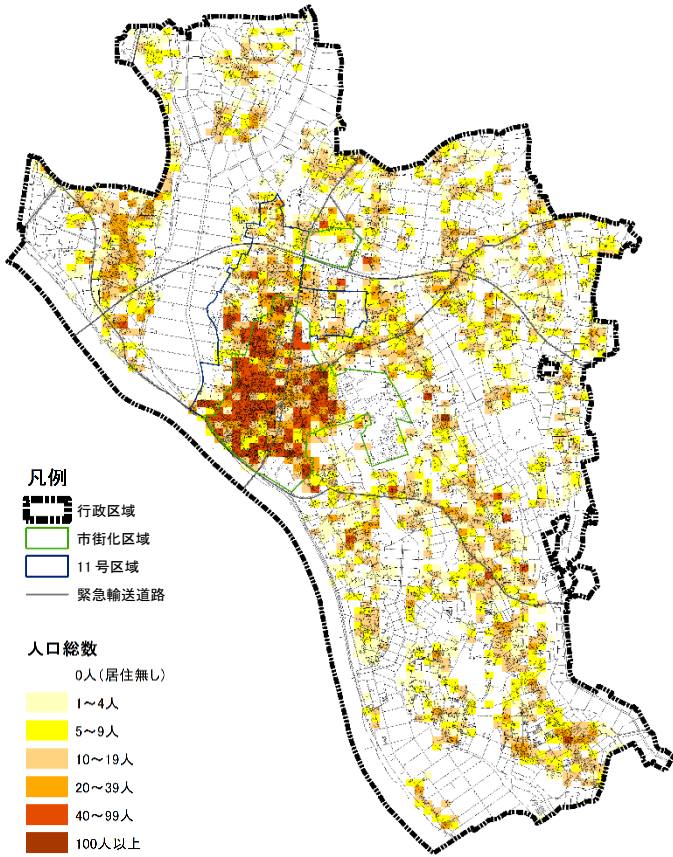 凡例
行政区域
市街化区域
11号区域
緊急輸送道路
人口総数
0人(居住無し)
1～4人
5～9人
10～19人
20～39人
40～99人
100人以上